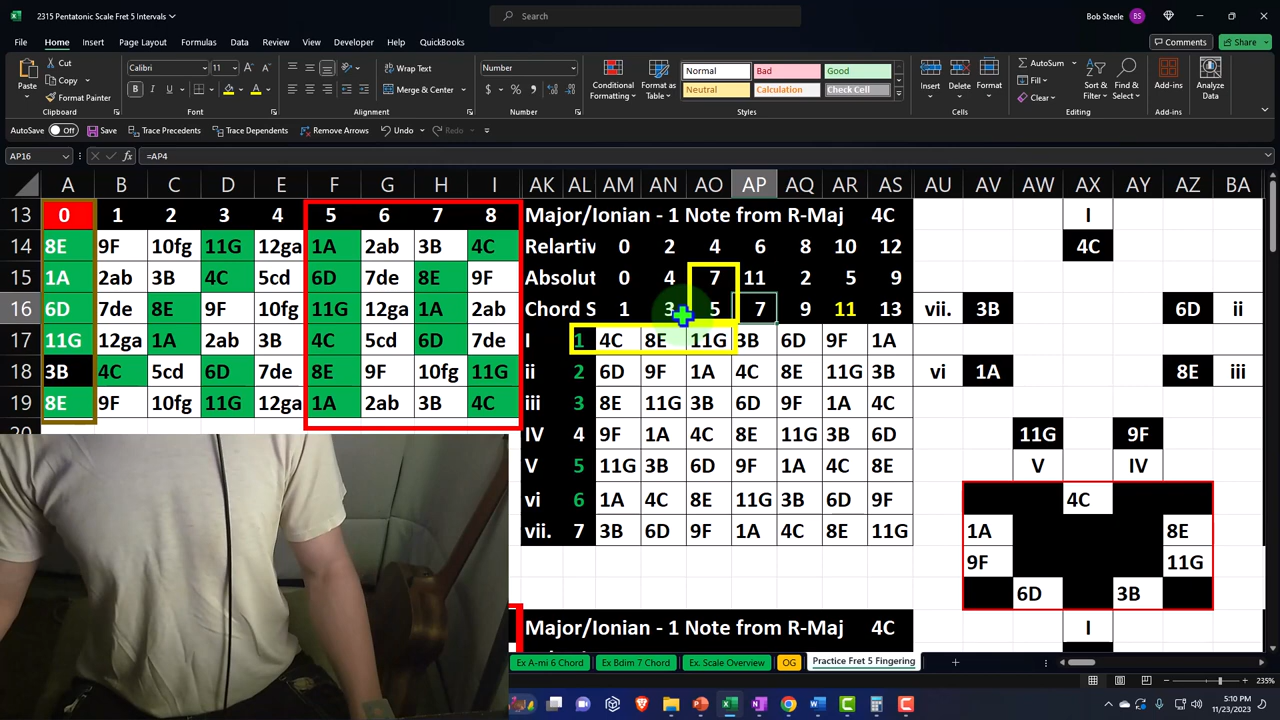 2315 Pentatonic Scale Fret 5 Intervals
Search
Bob Steele BS
File Home Insert Page Layout Formulas Data Review View Developer Help QuickBooks
Comments Share
Paste Cut Copy Format Painter
Clipboard
Calibri 11 B I U
Font
Wrap Text Merge & Center
Alignment
Number $ % ,
Number
Conditional Formatting Format as Table
Normal Bad Good
Neutral Calculation Check Cell
Styles
Insert Delete Format
Cells
AutoSum Fill Clear Sort & Filter Find & Select
Editing
Add-ins
Add-ins
Analyze Data
AutoSave Off Save Trace Precedents Trace Dependents Remove Arrows Undo
AP16 fx =AP4
A B C D E F G H I AK AL AM AN AO AP AQ AR AS AU AV AW AX AY AZ BA
13 0 1 2 3 4 5 6 7 8 Major/Ionian - 1 Note from R-Maj 4C I
14 8E 9F 10fg 11G 12ga 1A 2ab 3B 4C Relartiv 0 2 4 6 8 10 12 4C
15 1A 2ab 3B 4C 5cd 6D 7de 8E 9F Absolut 0 4 7 11 2 5 9
16 6D 7de 8E 9F 10fg 11G 12ga 1A 2ab Chord S 1 3 5 7 9 11 13 vii. 3B 6D ii
17 11G 12ga 1A 2ab 3B 4C 5cd 6D 7de I 1 4C 8E 11G 3B 6D 9F 1A
18 3B 4C 5cd 6D 7de 8E 9F 10fg 11G ii 2 6D 9F 1A 4C 8E 11G 3B vi 1A 8E iii
19 8E 9F 10fg 11G 12ga 1A 2ab 3B 4C iii 3 8E 11G 3B 6D 9F 1A 4C
IV 4 9F 1A 4C 8E 11G 3B 6D 11G 9F
V 5 11G 3B 6D 9F 1A 4C 8E V IV
vi 6 1A 4C 8E 11G 3B 6D 9F 4C
vii. 7 3B 6D 9F 1A 4C 8E 11G 1A 8E
9F 11G
6D 3B
Major/Ionian - 1 Note from R-Maj 4C I
Ex A-mi 6 Chord Ex Bdim 7 Chord Ex. Scale Overview OG Practice Fret 5 Fingering
235%
5:10 PM
11/23/2023